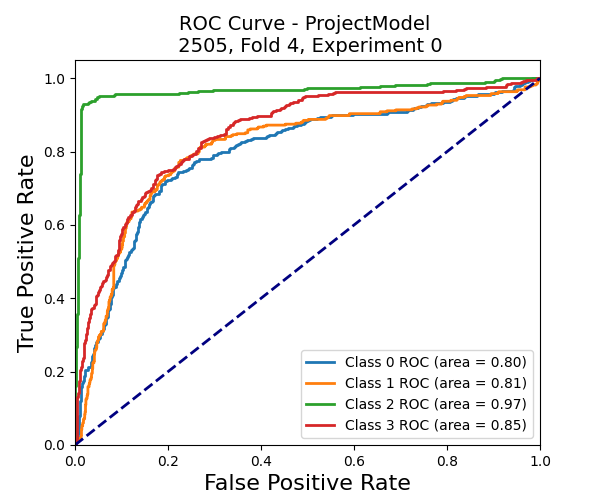 ROC Curve - ProjectModel
2505, Fold 4, Experiment 0
True Positive Rate
1.0
0.8
0.6
0.4
0.2
0.0
0.0 0.2 0.4 0.6 0.8 1.0
False Positive Rate
Class 0 ROC (area = 0.80)
Class 1 ROC (area = 0.81)
Class 2 ROC (area = 0.97)
Class 3 ROC (area = 0.85)